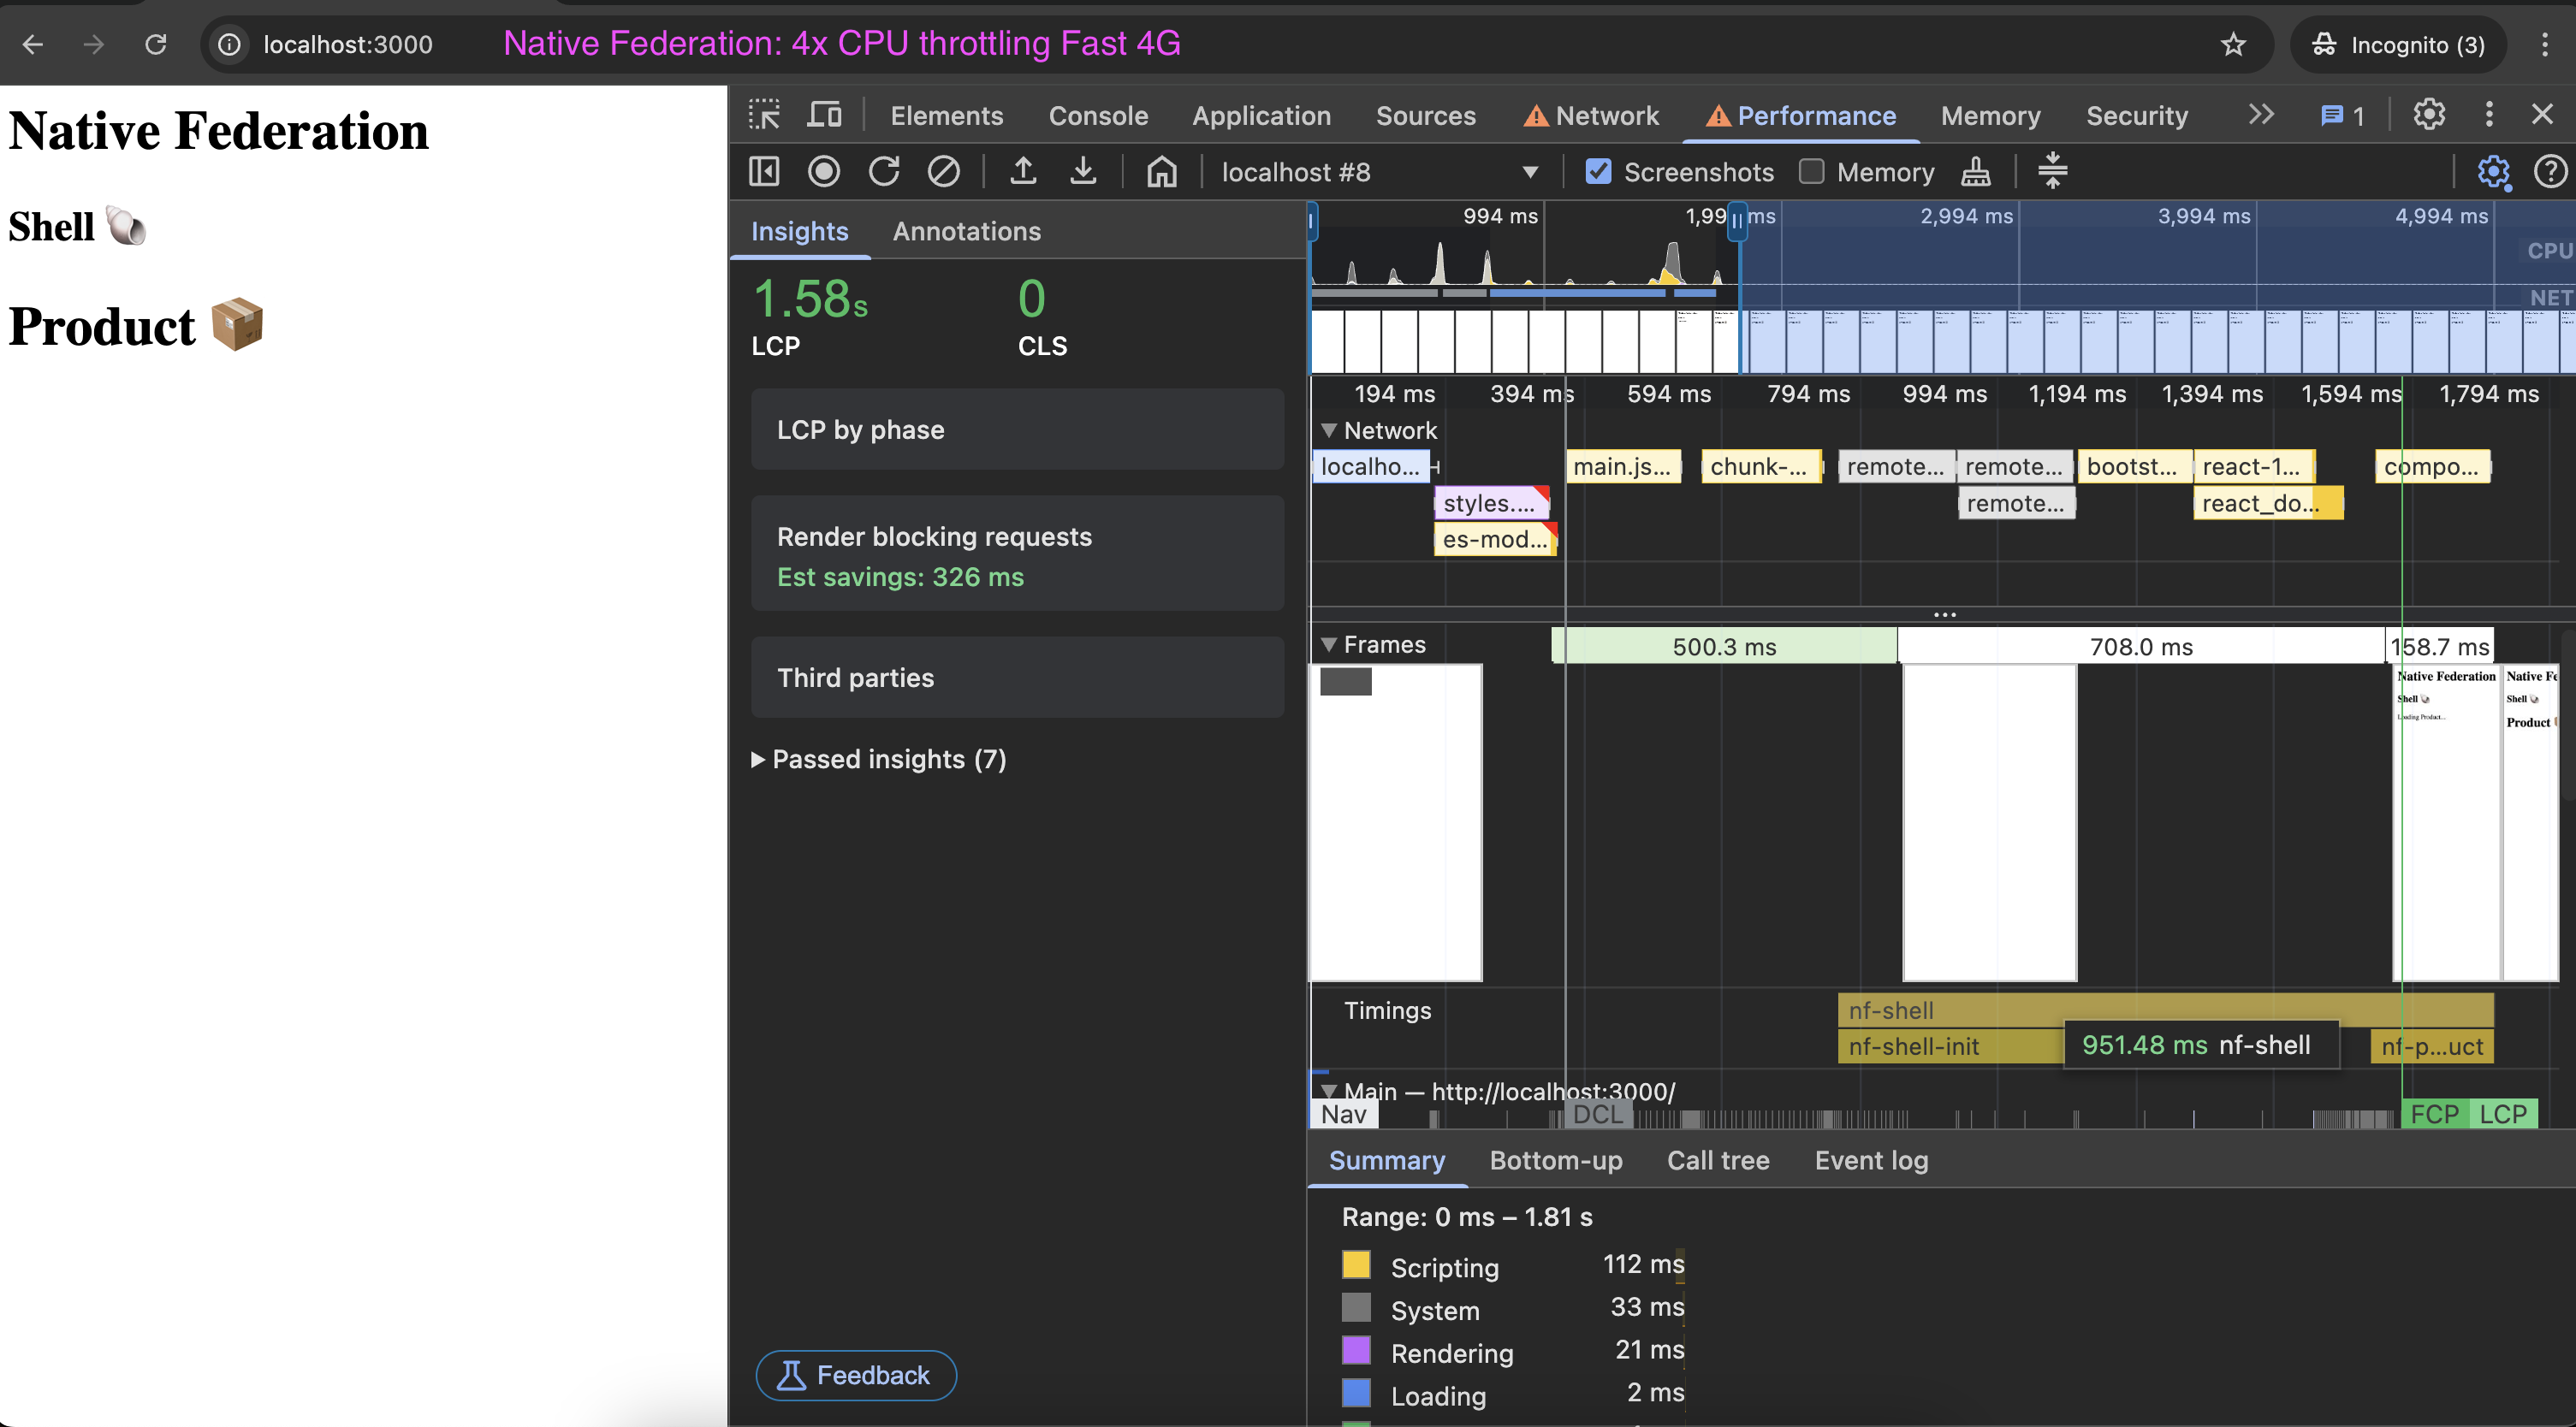 localhost:3000
Native Federation: 4x CPU throttling Fast 4G
Incognito (3)
Native Federation
Shell
Product
Elements
Console
Application
Sources
Network
Performance
Memory
Security
1
localhost #8
Screenshots
Memory
Insights
Annotations
1.58s
LCP
0
CLS
LCP by phase
Render blocking requests
Est savings: 326 ms
Third parties
Passed insights (7)
Feedback
994 ms
1,99 ms
2,994 ms
3,994 ms
4,994 ms
CPU
NET
194 ms
394 ms
594 ms
794 ms
994 ms
1,194 ms
1,394 ms
1,594 ms
1,794 ms
Network
localho...
main.js...
chunk-...
remote...
remote...
bootst...
react-1...
compo...
styles....
remote...
react_do...
es-mod...
Frames
500.3 ms
708.0 ms
158.7 ms
Native Federation
Shell
Loading Product...
Native Fe
Shell
Product
Timings
nf-shell
nf-shell-init
951.48 ms nf-shell
nf-p...uct
Main — http://localhost:3000/
Nav
DCL
FCP
LCP
Summary
Bottom-up
Call tree
Event log
Range: 0 ms – 1.81 s
Scripting 112 ms
System 33 ms
Rendering 21 ms
Loading 2 ms